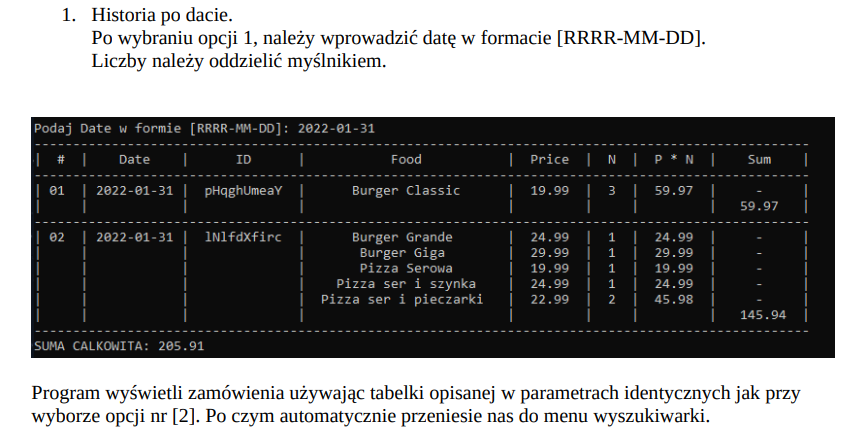 1. Historia po dacie.
Po wybraniu opcji 1, należy wprowadzić datę w formacie [RRRR-MM-DD].
Liczby należy oddzielić myślnikiem.
Podaj Date w formie [RRRR-MM-DD]: 2022-01-31
| # | Date | ID | Food | Price | N | P * N | Sum |
| 01 | 2022-01-31 | pHqghUmeaY | Burger Classic | 19.99 | 3 | 59.97 | - |
| | | | | | | | 59.97 |
| 02 | 2022-01-31 | lNlfdXfirc | Burger Grande | 24.99 | 1 | 24.99 | - |
| | | | Burger Giga | 29.99 | 1 | 29.99 | - |
| | | | Pizza Serowa | 19.99 | 1 | 19.99 | - |
| | | | Pizza ser i szynka | 24.99 | 1 | 24.99 | - |
| | | | Pizza ser i pieczarki | 22.99 | 2 | 45.98 | - |
| | | | | | | | 145.94 |
SUMA CALKOWITA: 205.91
Program wyświetli zamówienia używając tabelki opisanej w parametrach identycznych jak przy
wyborze opcji nr [2]. Po czym automatycznie przeniesie nas do menu wyszukiwarki.